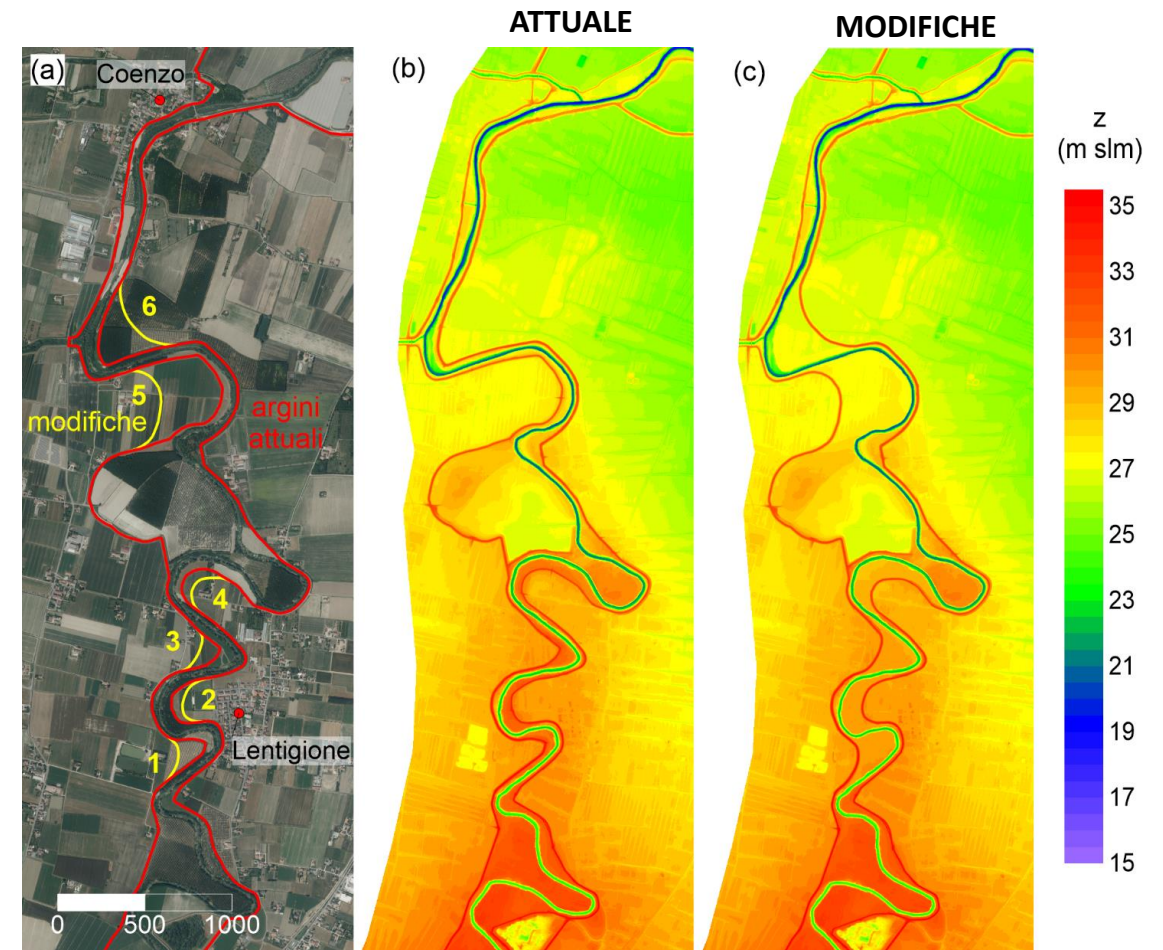 ATTUALE
MODIFICHE
(a)
Coenzo
6
5
modifiche
argini
attuali
4
3
2
Lentigione
1
0 500 1000
(b)
(c)
z
(m slm)
35
33
31
29
27
25
23
21
19
17
15